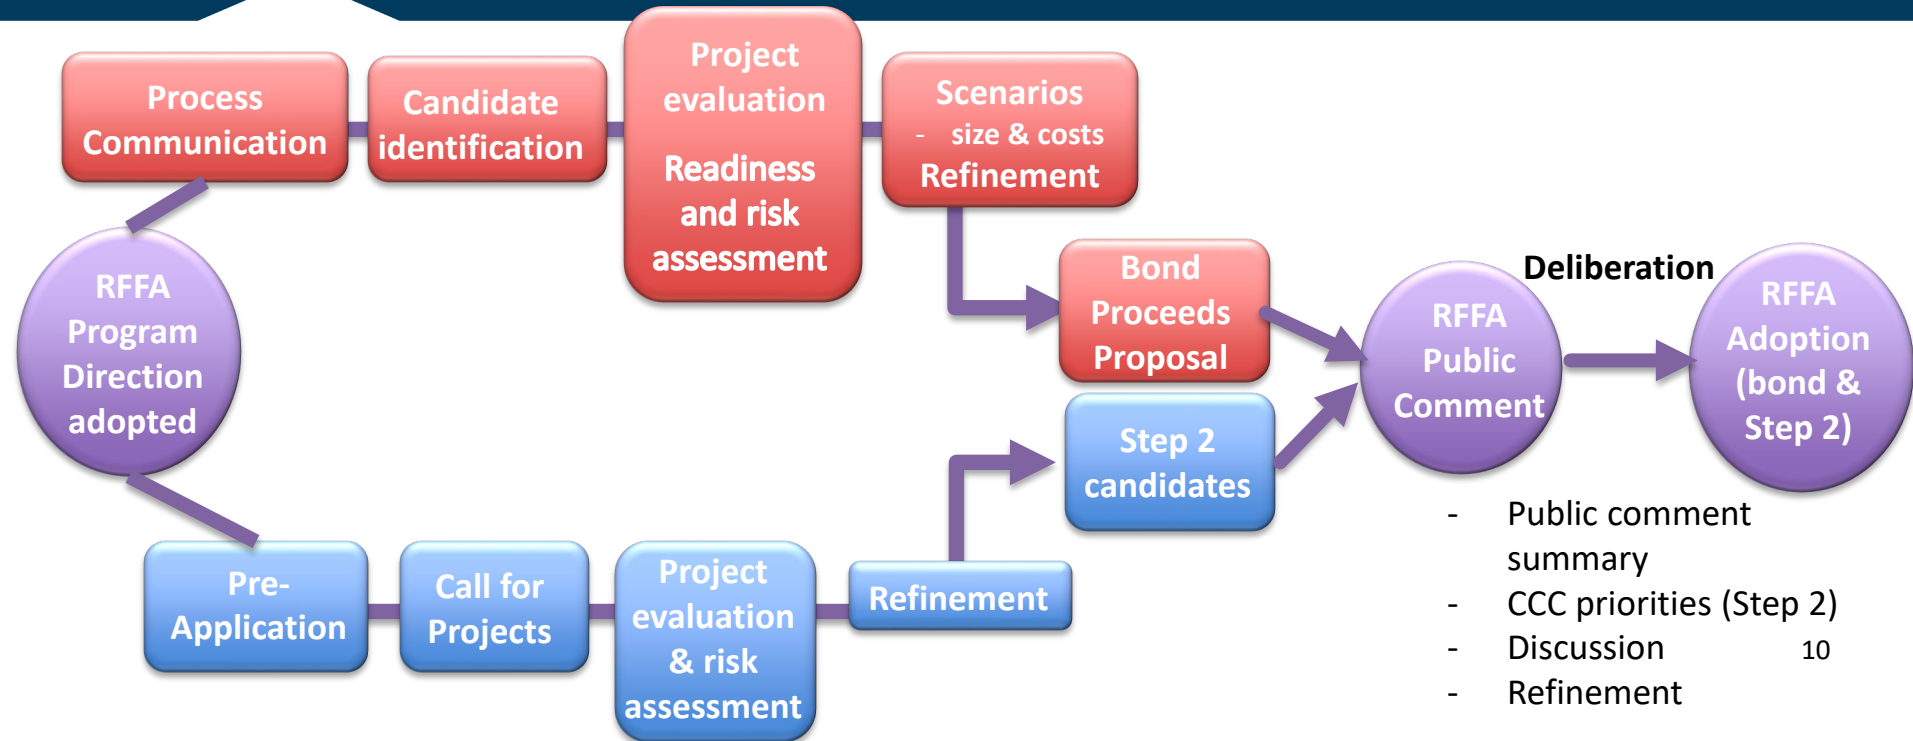 Process
Communication
Candidate
identification
Project
evaluation
Readiness
and risk
assessment
Scenarios
- size & costs
Refinement
RFFA
Program
Direction
adopted
Bond
Proceeds
Proposal
Step 2
candidates
Pre-
Application
Call for
Projects
Project
evaluation
& risk
assessment
Refinement
RFFA
Public
Comment
Deliberation
RFFA
Adoption
(bond &
Step 2)
- Public comment
summary
- CCC priorities (Step 2)
- Discussion
- Refinement
10